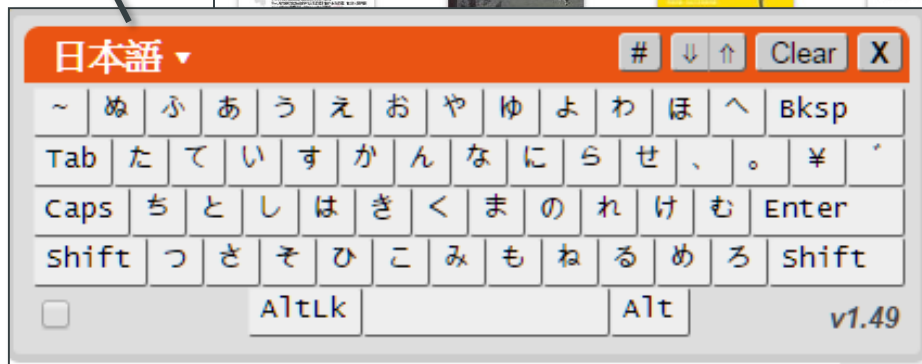 日本語 ▾ # ⇩ ⇧ Clear X
~ ぬ ふ あ う え お や ゆ よ わ ほ へ Bksp
Tab た て い す か ん な に ら せ 、 。 ￥ ゛
Caps ち と し は き く ま の れ け む Enter
Shift つ さ そ ひ こ み も ね る め ろ Shift
AltLk Alt v1.49